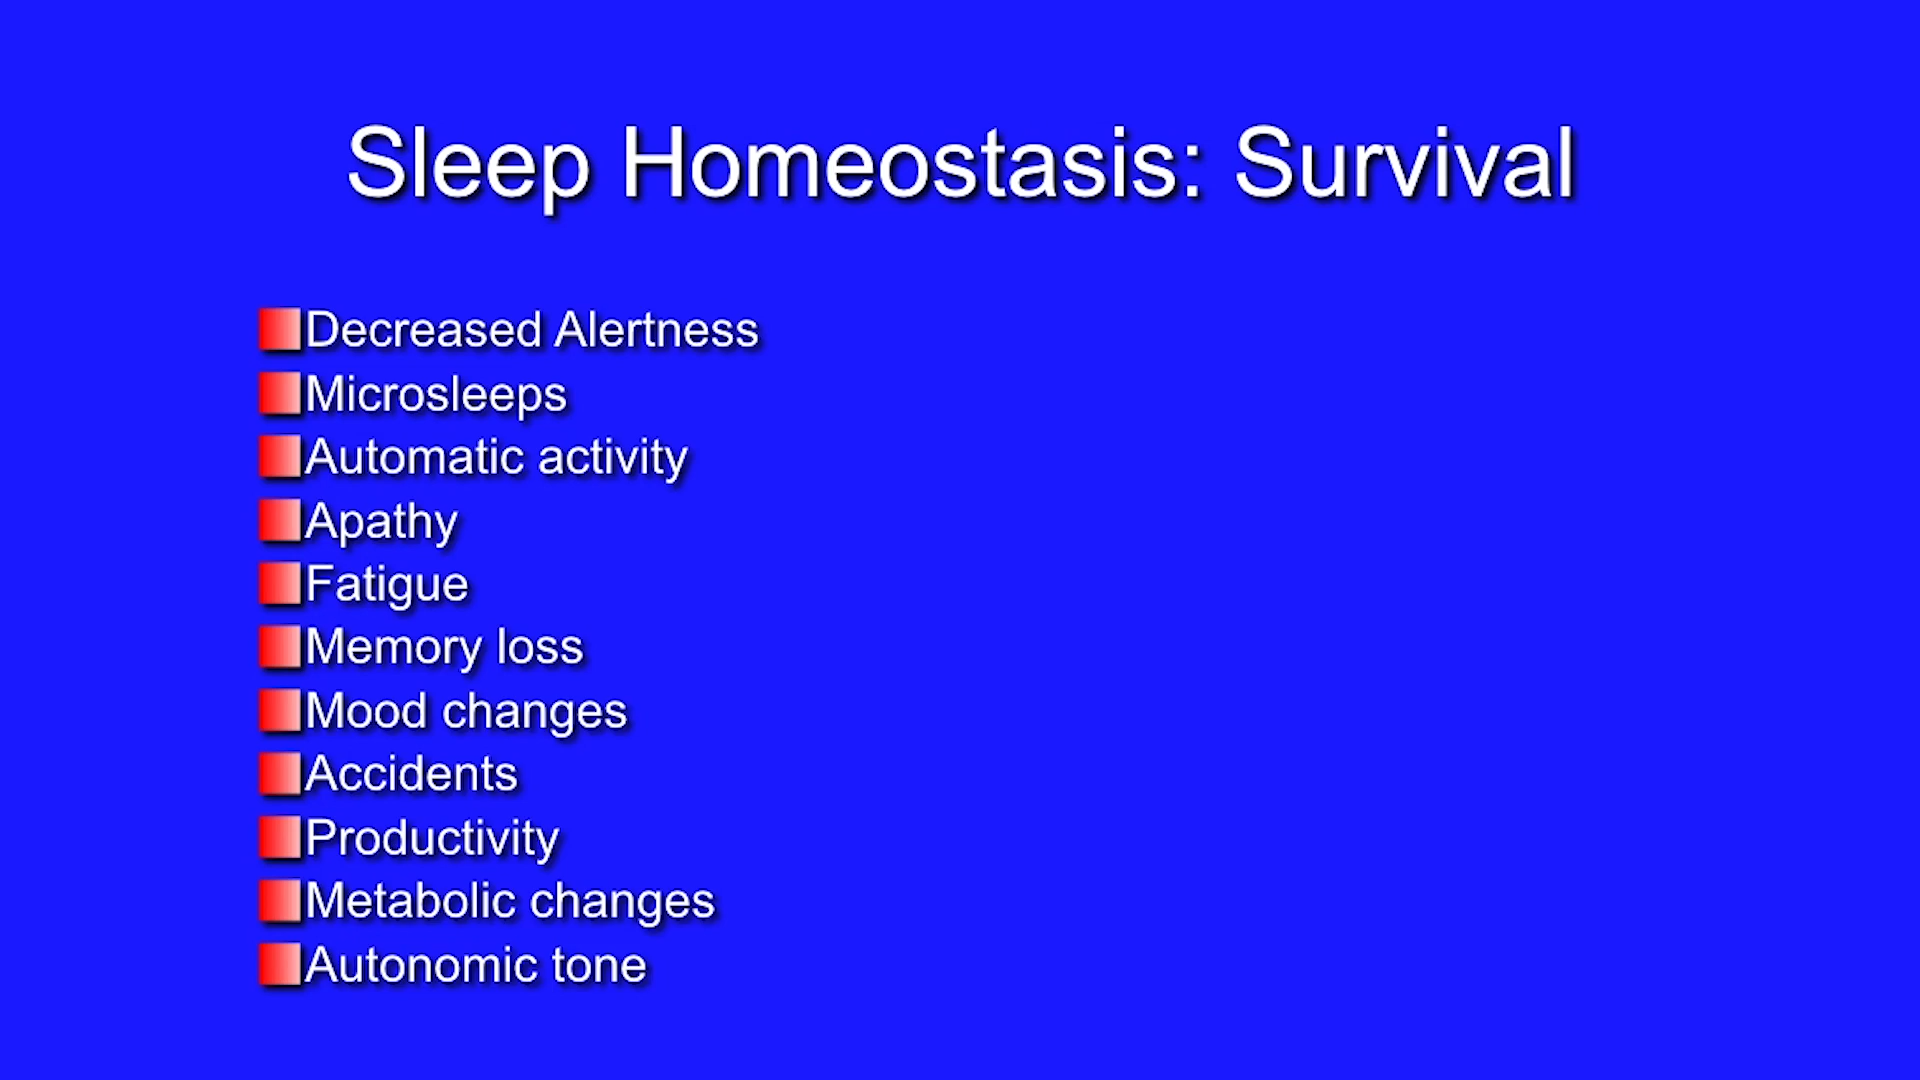 Sleep Homeostasis: Survival
Decreased Alertness
Microsleeps
Automatic activity
Apathy
Fatigue
Memory loss
Mood changes
Accidents
Productivity
Metabolic changes
Autonomic tone